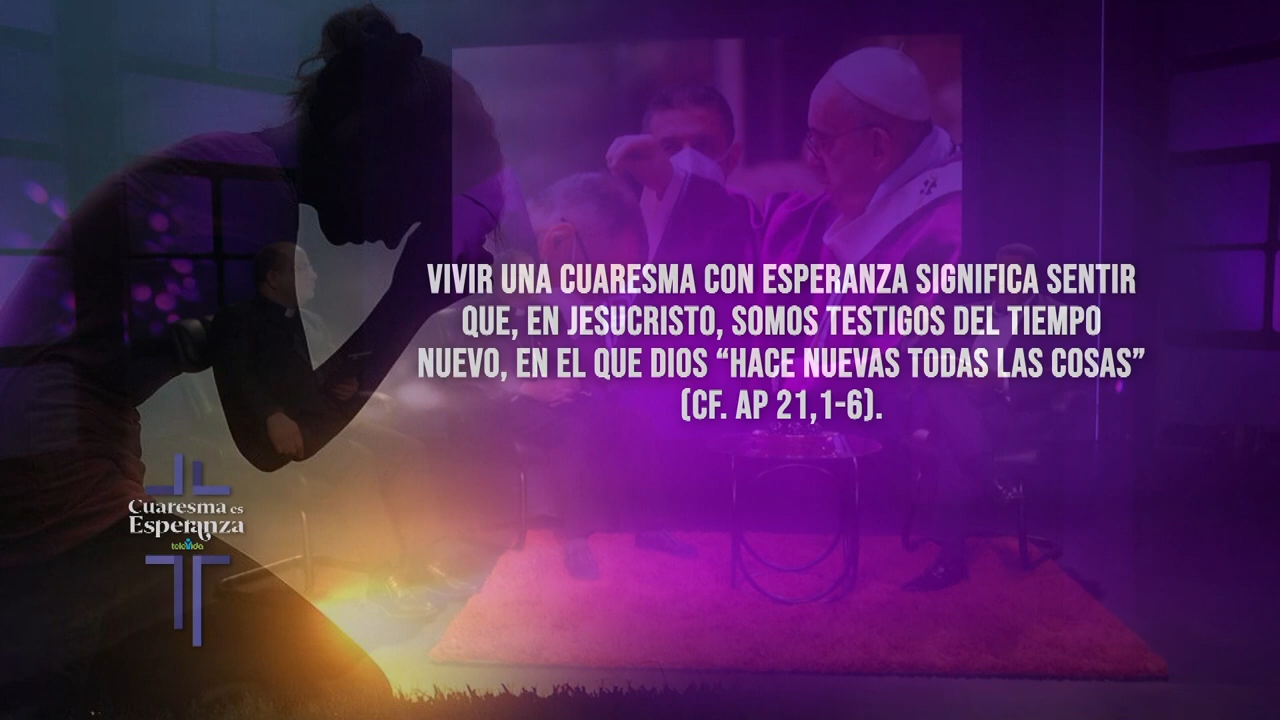 VIVIR UNA CUARESMA CON ESPERANZA SIGNIFICA SENTIR
QUE, EN JESUCRISTO, SOMOS TESTIGOS DEL TIEMPO
NUEVO, EN EL QUE DIOS “HACE NUEVAS TODAS LAS COSAS”
(CF. AP 21,1-6).
Cuaresma es
Esperanza
televida